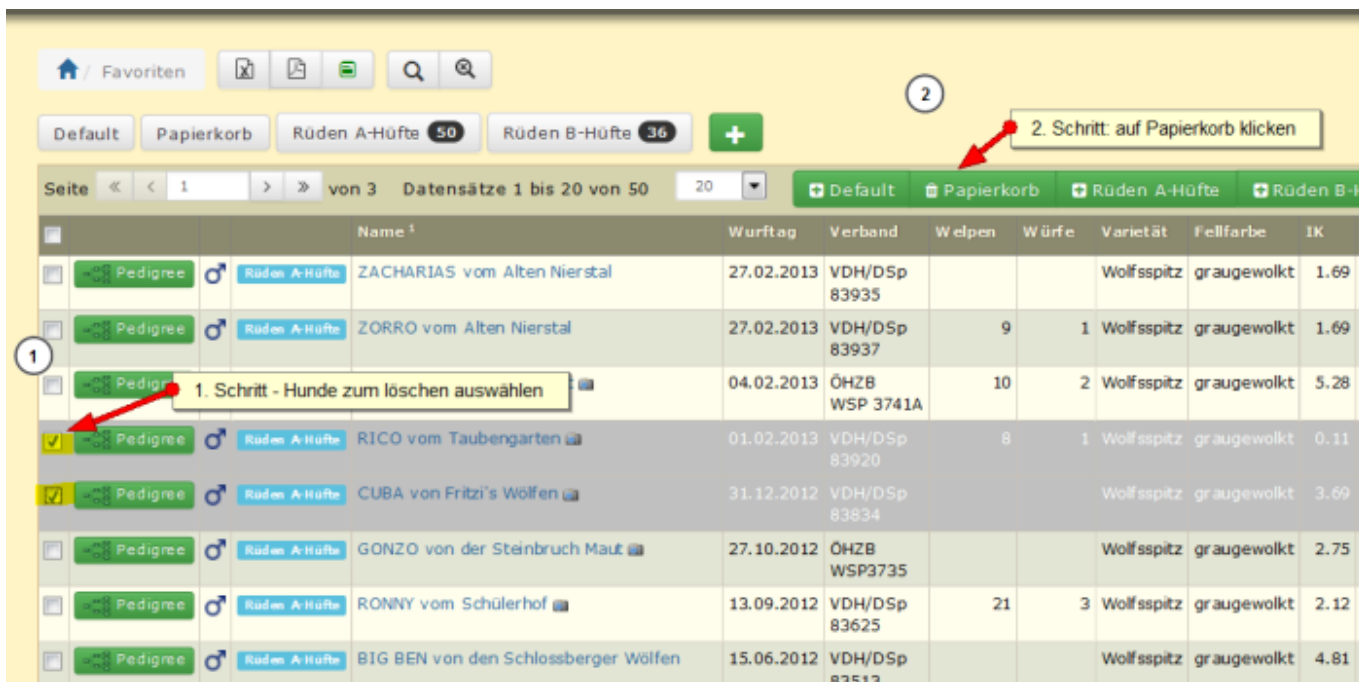 / Favoriten
2
Default Papierkorb Rüden A-Hüfte 50 Rüden B-Hüfte 36 +
2. Schritt: auf Papierkorb klicken
Seite « < 1 > » von 3 Datensätze 1 bis 20 von 50 20 Default Papierkorb Rüden A-Hüfte Rüden B-H
Name 1 Wurftag Verband Welpen Würfe Varietät Fellfarbe IK
Pedigree Rüden A-Hüfte ZACHARIAS vom Alten Nierstal 27.02.2013 VDH/DSp Wolfsspitz graugewolkt 1.69
83935
Pedigree Rüden A-Hüfte ZORRO vom Alten Nierstal 27.02.2013 VDH/DSp 9 1 Wolfsspitz graugewolkt 1.69
83937
1
Pedigr 04.02.2013 ÖHZB 10 2 Wolfsspitz graugewolkt 5.28
1. Schritt - Hunde zum löschen auswählen
WSP 3741A
Pedigree Rüden A-Hüfte RICO vom Taubengarten 01.02.2013 VDH/DSp 8 1 Wolfsspitz graugewolkt 0.11
83920
Pedigree Rüden A-Hüfte CUBA von Fritzi's Wölfen 31.12.2012 VDH/DSp Wolfsspitz graugewolkt 3.69
83834
Pedigree Rüden A-Hüfte GONZO von der Steinbruch Maut 27.10.2012 ÖHZB Wolfsspitz graugewolkt 2.75
WSP3735
Pedigree Rüden A-Hüfte RONNY vom Schülerhof 13.09.2012 VDH/DSp 21 3 Wolfsspitz graugewolkt 2.12
83625
Pedigree Rüden A-Hüfte BIG BEN von den Schlossberger Wölfen 15.06.2012 VDH/DSp Wolfsspitz graugewolkt 4.81
83513